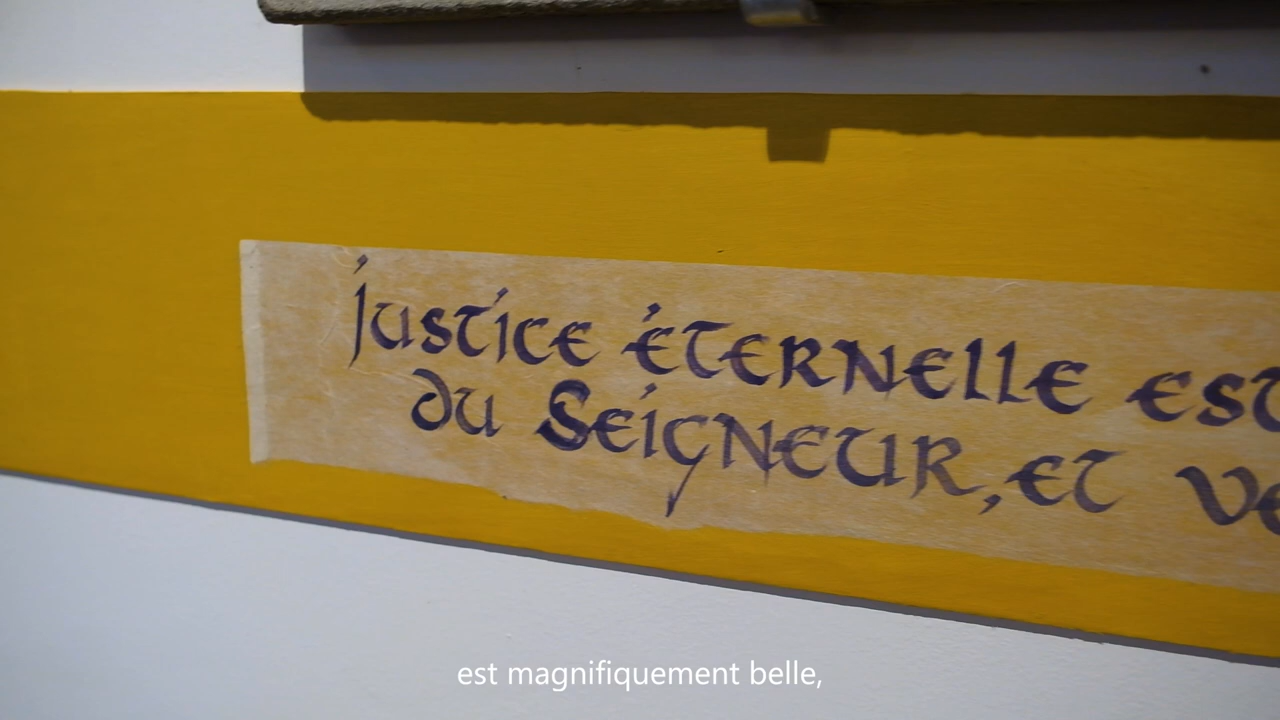 justice éternelle est
du Seigneur, et
est magnifiquement belle,